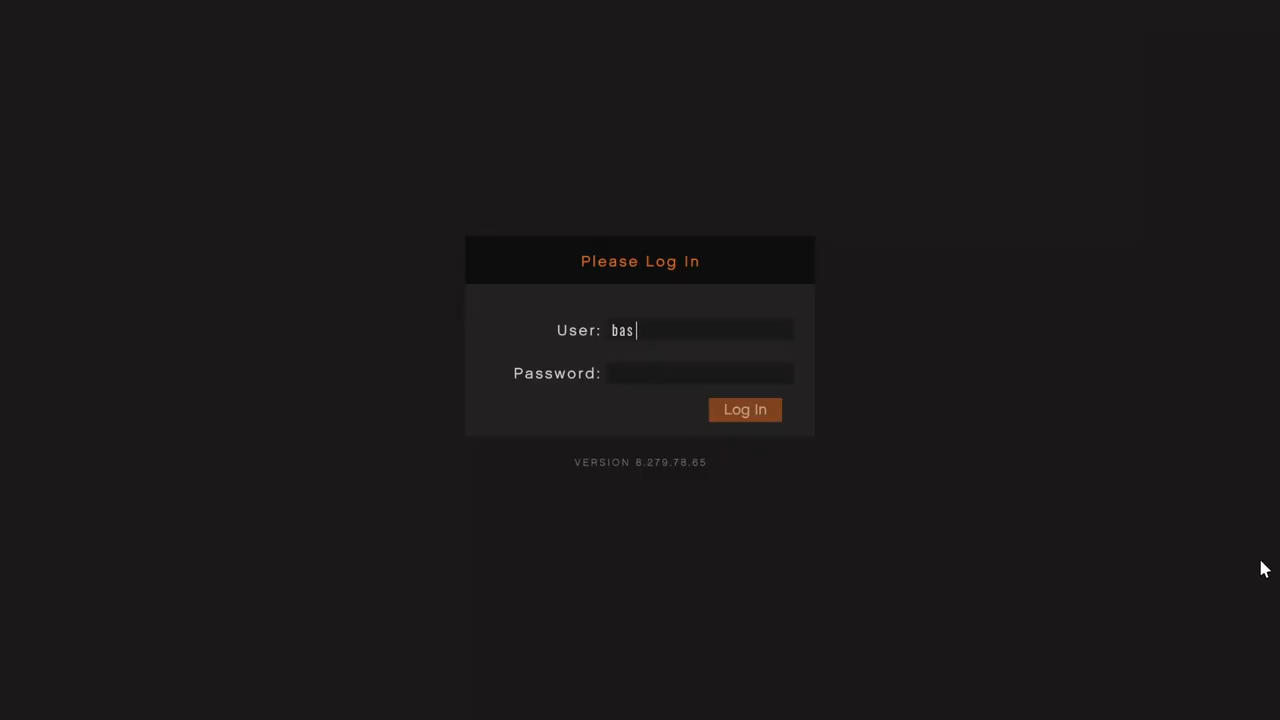 Please Log In
User: bas
Password:
Log In
VERSION 8.279.78.65